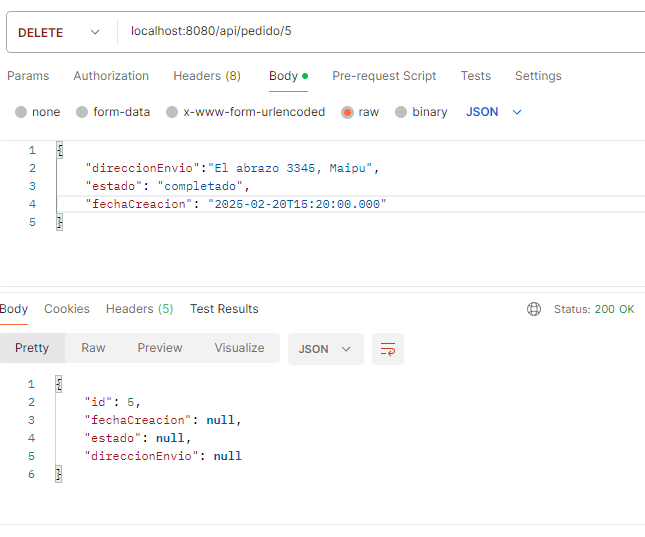 DELETE localhost:8080/api/pedido/5
Params Authorization Headers (8) Body Pre-request Script Tests Settings
none form-data x-www-form-urlencoded raw binary JSON
1 {
2 "direccionEnvio":"El abrazo 3345, Maipu",
3 "estado": "completado",
4 "fechaCreacion": "2025-02-20T15:20:00.000"
5 }
Body Cookies Headers (5) Test Results Status: 200 OK
Pretty Raw Preview Visualize JSON
1 {
2 "id": 5,
3 "fechaCreacion": null,
4 "estado": null,
5 "direccionEnvio": null
6 }